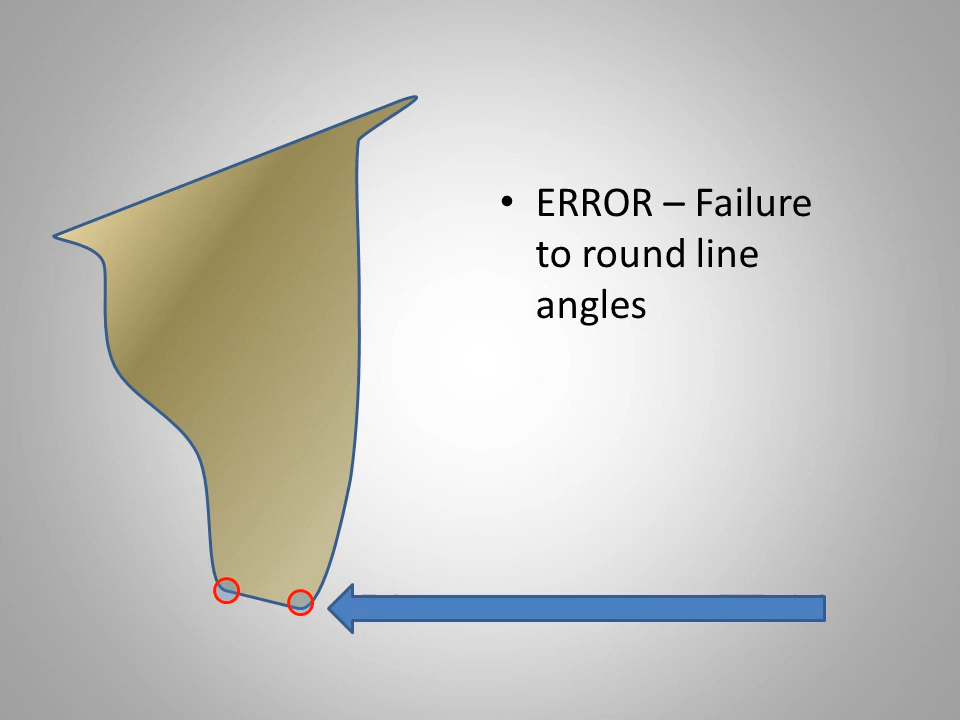 • ERROR – Failure
to round line
angles